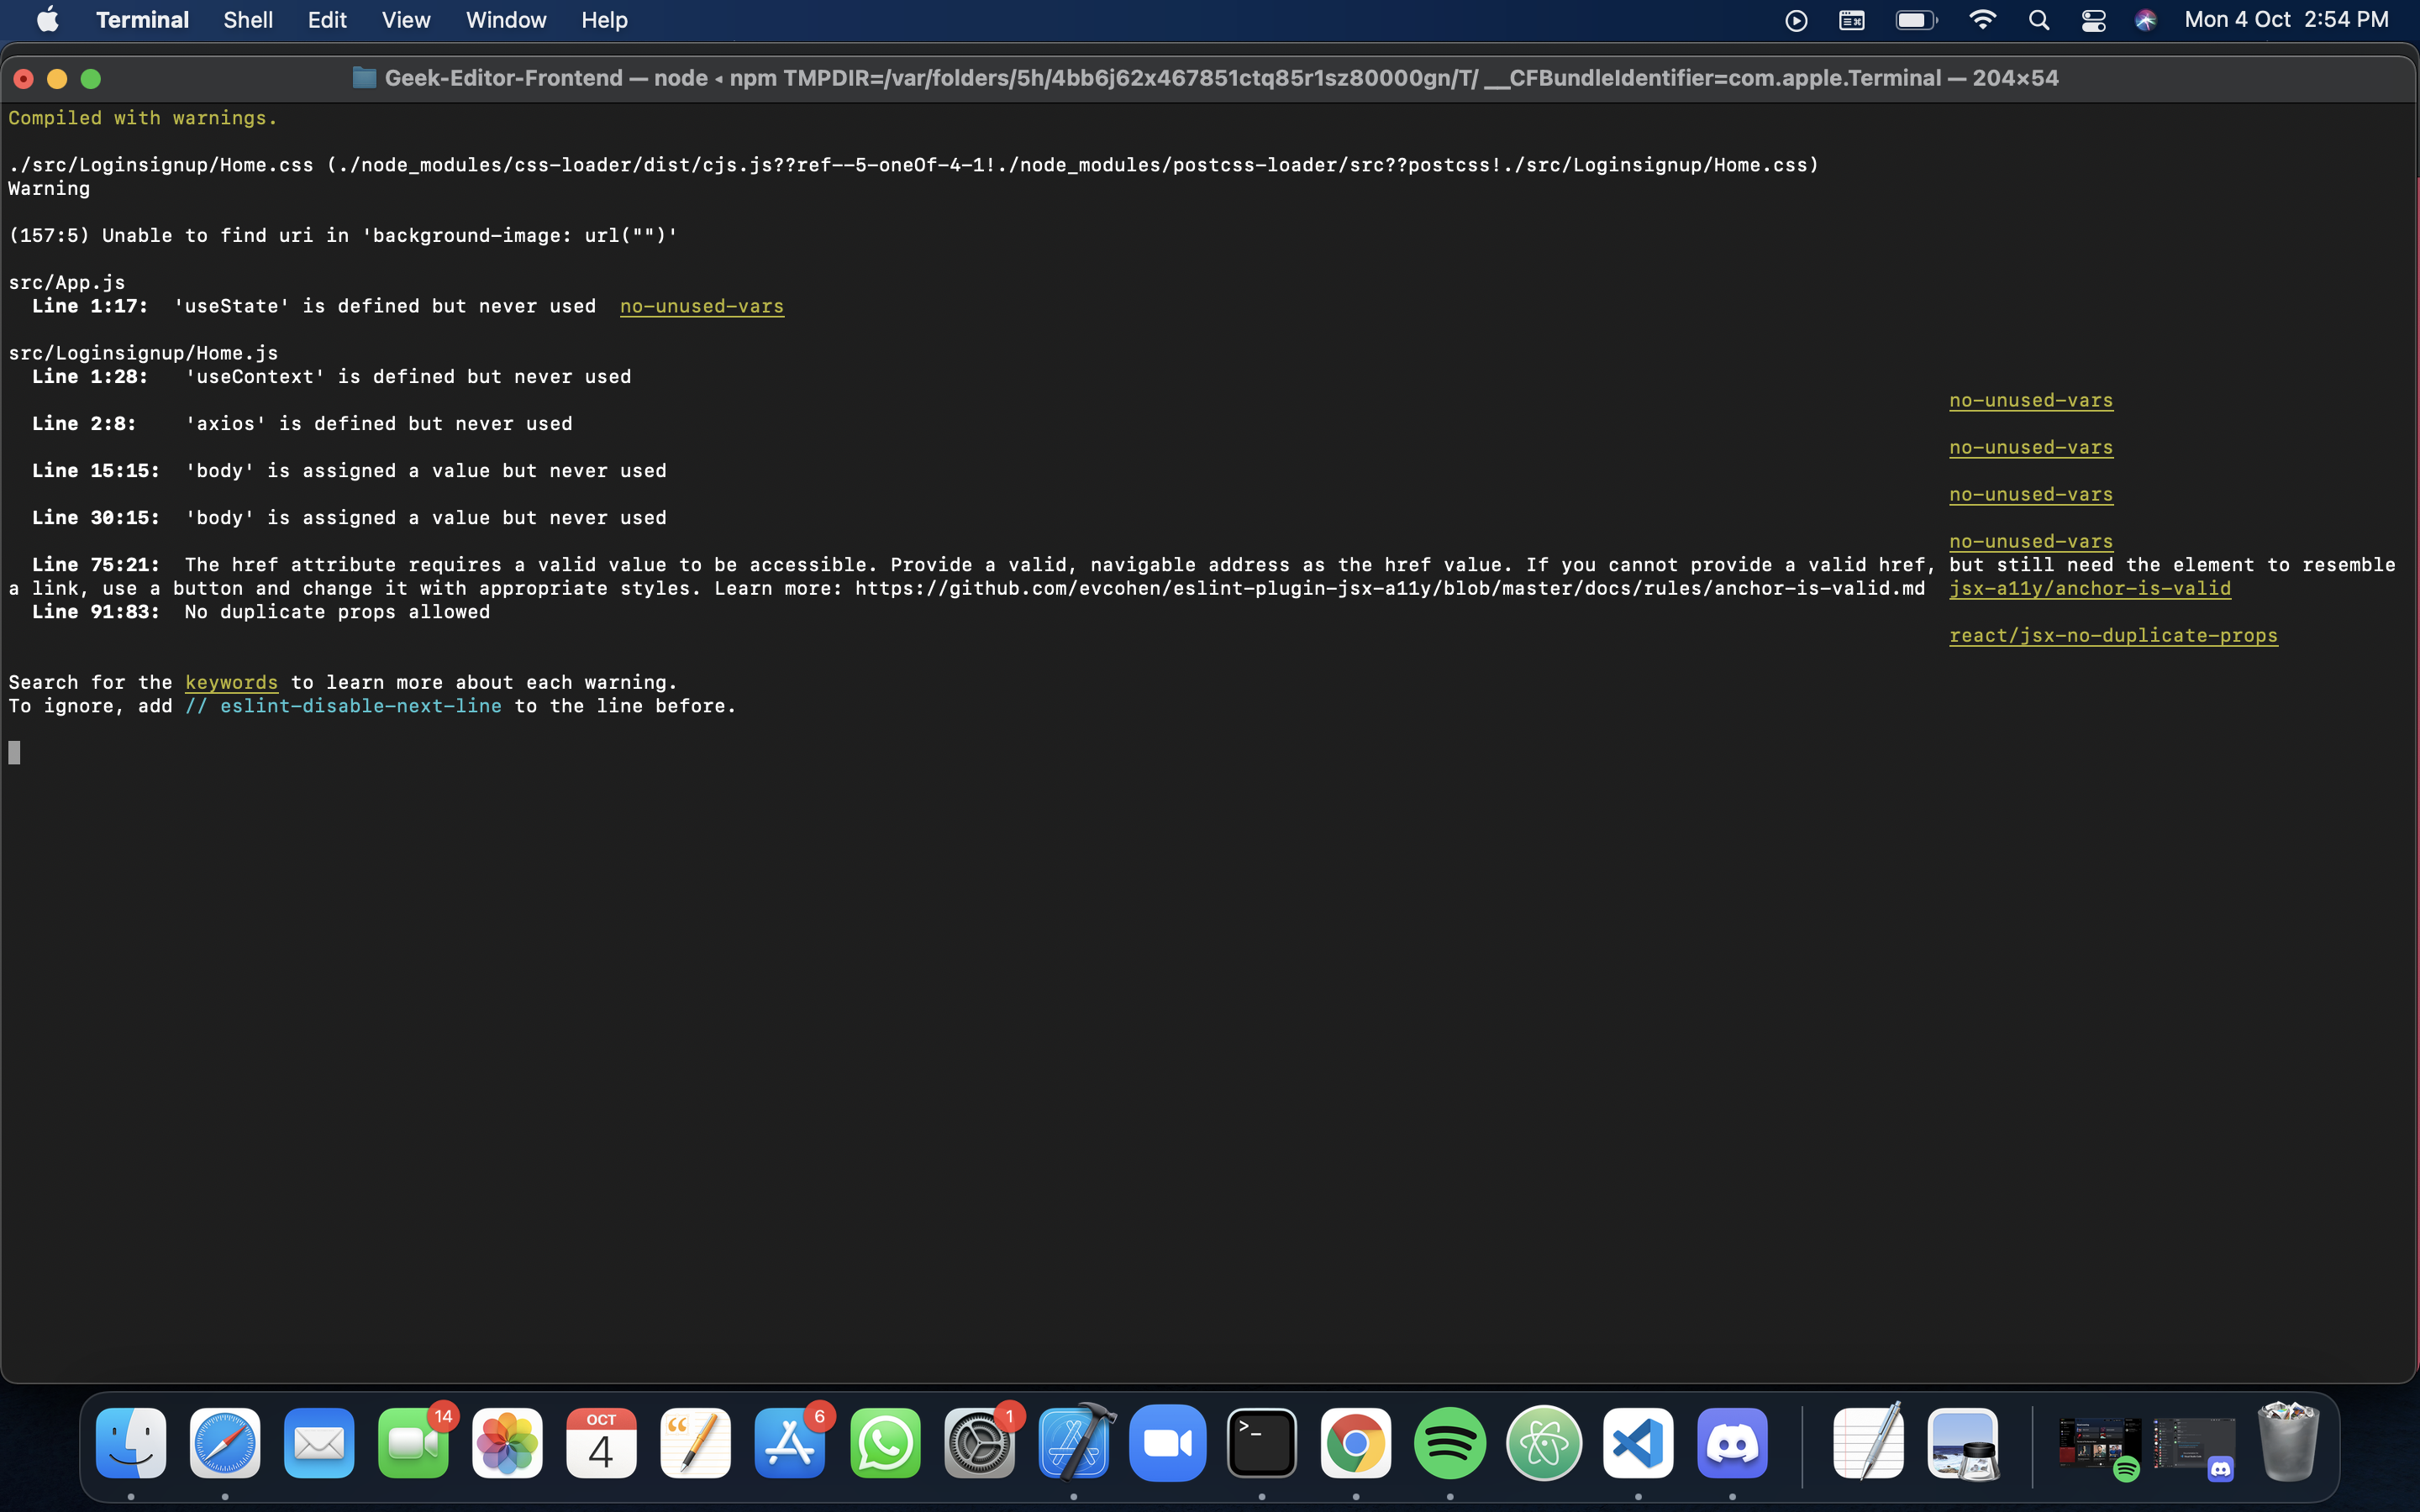 Terminal Shell Edit View Window Help Mon 4 Oct 2:54 PM
Geek-Editor-Frontend — node ◂ npm TMPDIR=/var/folders/5h/4bb6j62x467851ctq85r1sz80000gn/T/ __CFBundleIdentifier=com.apple.Terminal — 204×54
Compiled with warnings.
./src/Loginsignup/Home.css (./node_modules/css-loader/dist/cjs.js??ref--5-oneOf-4-1!./node_modules/postcss-loader/src??postcss!./src/Loginsignup/Home.css)
Warning
(157:5) Unable to find uri in 'background-image: url("")'
src/App.js
Line 1:17: 'useState' is defined but never used no-unused-vars
src/Loginsignup/Home.js
Line 1:28: 'useContext' is defined but never used
no-unused-vars
Line 2:8: 'axios' is defined but never used
no-unused-vars
Line 15:15: 'body' is assigned a value but never used
no-unused-vars
Line 30:15: 'body' is assigned a value but never used
no-unused-vars
Line 75:21: The href attribute requires a valid value to be accessible. Provide a valid, navigable address as the href value. If you cannot provide a valid href, but still need the element to resemble
a link, use a button and change it with appropriate styles. Learn more: https://github.com/evcohen/eslint-plugin-jsx-a11y/blob/master/docs/rules/anchor-is-valid.md jsx-a11y/anchor-is-valid
Line 91:83: No duplicate props allowed
react/jsx-no-duplicate-props
Search for the keywords to learn more about each warning.
To ignore, add // eslint-disable-next-line to the line before.
14
OCT
4
6
1
>_